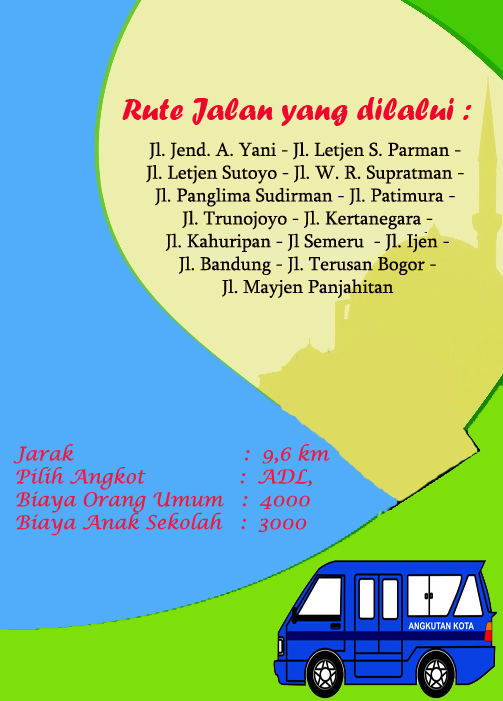 Rute Jalan yang dilalui :
Jl. Jend. A. Yani - Jl. Letjen S. Parman -
Jl. Letjen Sutoyo - Jl. W. R. Supratman -
Jl. Panglima Sudirman - Jl. Patimura -
Jl. Trunojoyo - Jl. Kertanegara -
Jl. Kahuripan - Jl Semeru - Jl. Ijen -
Jl. Bandung - Jl. Terusan Bogor -
Jl. Mayjen Panjahitan
Jarak : 9,6 km
Pilih Angkot : ADL,
Biaya Orang Umum : 4000
Biaya Anak Sekolah : 3000
ANGKUTAN KOTA